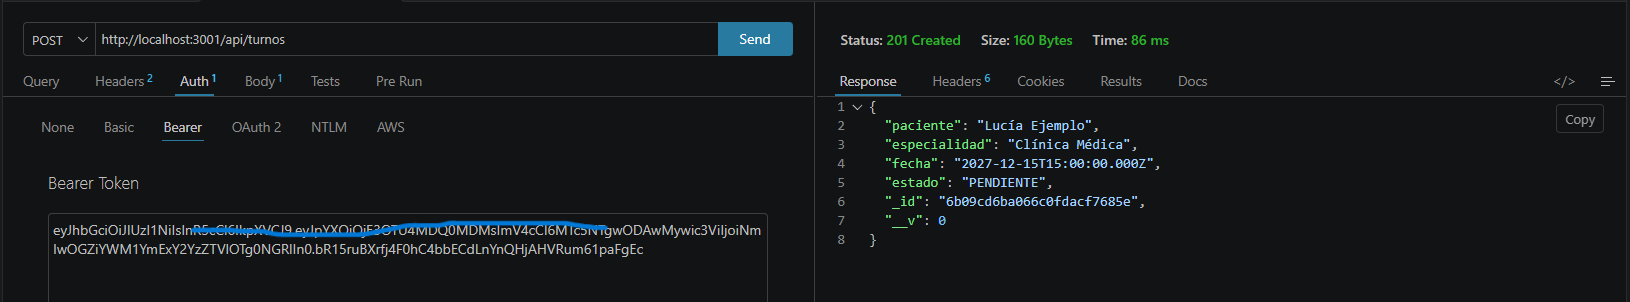 POST
http://localhost:3001/api/turnos
Send
Query Headers 2 Auth 1 Body 1 Tests Pre Run
None Basic Bearer OAuth 2 NTLM AWS
Bearer Token
Status: 201 Created Size: 160 Bytes Time: 86 ms
Response Headers 6 Cookies Results Docs </>
Copy
1 {
2 "paciente": "Lucía Ejemplo",
3 "especialidad": "Clínica Médica",
4 "fecha": "2027-12-15T15:00:00.000Z",
5 "estado": "PENDIENTE",
6 "_id": "6b09cd6ba066c0fdacf7685e",
7 "__v": 0
8 }